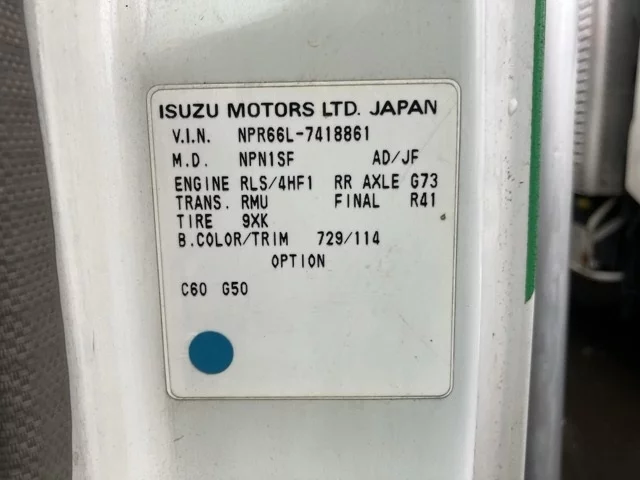 ISUZU MOTORS LTD. JAPAN
V.I.N. NPR66L-7418861
M.D. NPN1SF AD/JF
ENGINE RLS/4HF1 RR AXLE G73
TRANS. RMU FINAL R41
TIRE 9XK
B.COLOR/TRIM 729/114
OPTION
C60 G50